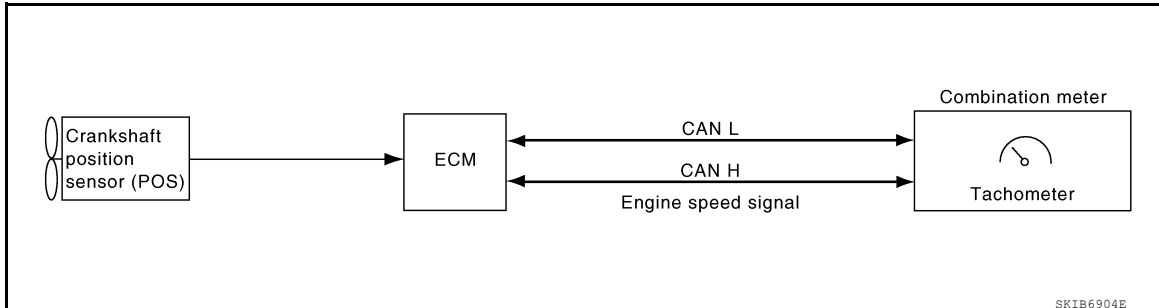 Crankshaft
position
sensor (POS)
ECM
CAN L
CAN H
Engine speed signal
Combination meter
Tachometer
SKIB6904E